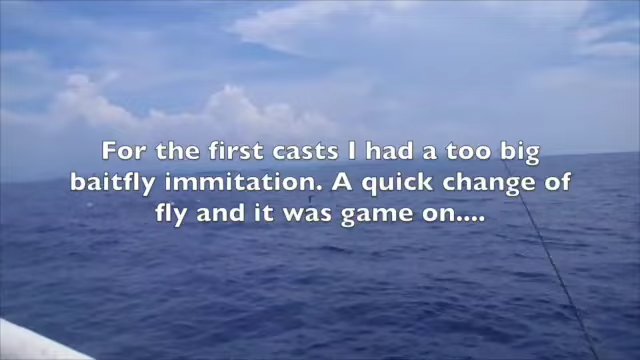 For the first casts I had a too big
baitfly immitation. A quick change of
fly and it was game on....